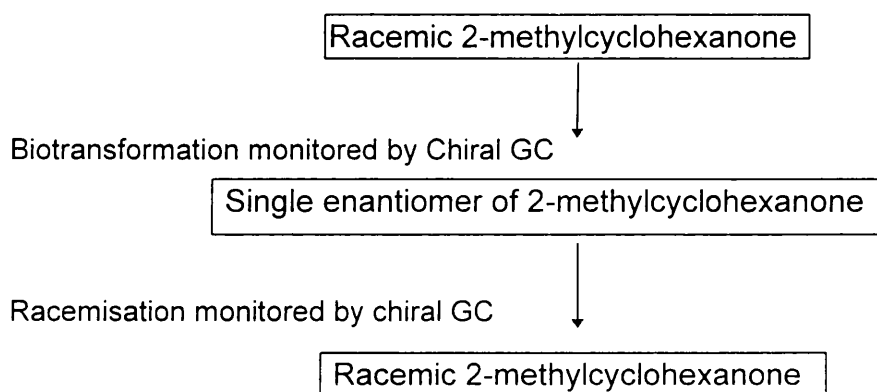 Racemic 2-methylcyclohexanone
Biotransformation monitored by Chiral GC
Single enantiomer of 2-methylcyclohexanone
Racemisation monitored by chiral GC
Racemic 2-methylcyclohexanone